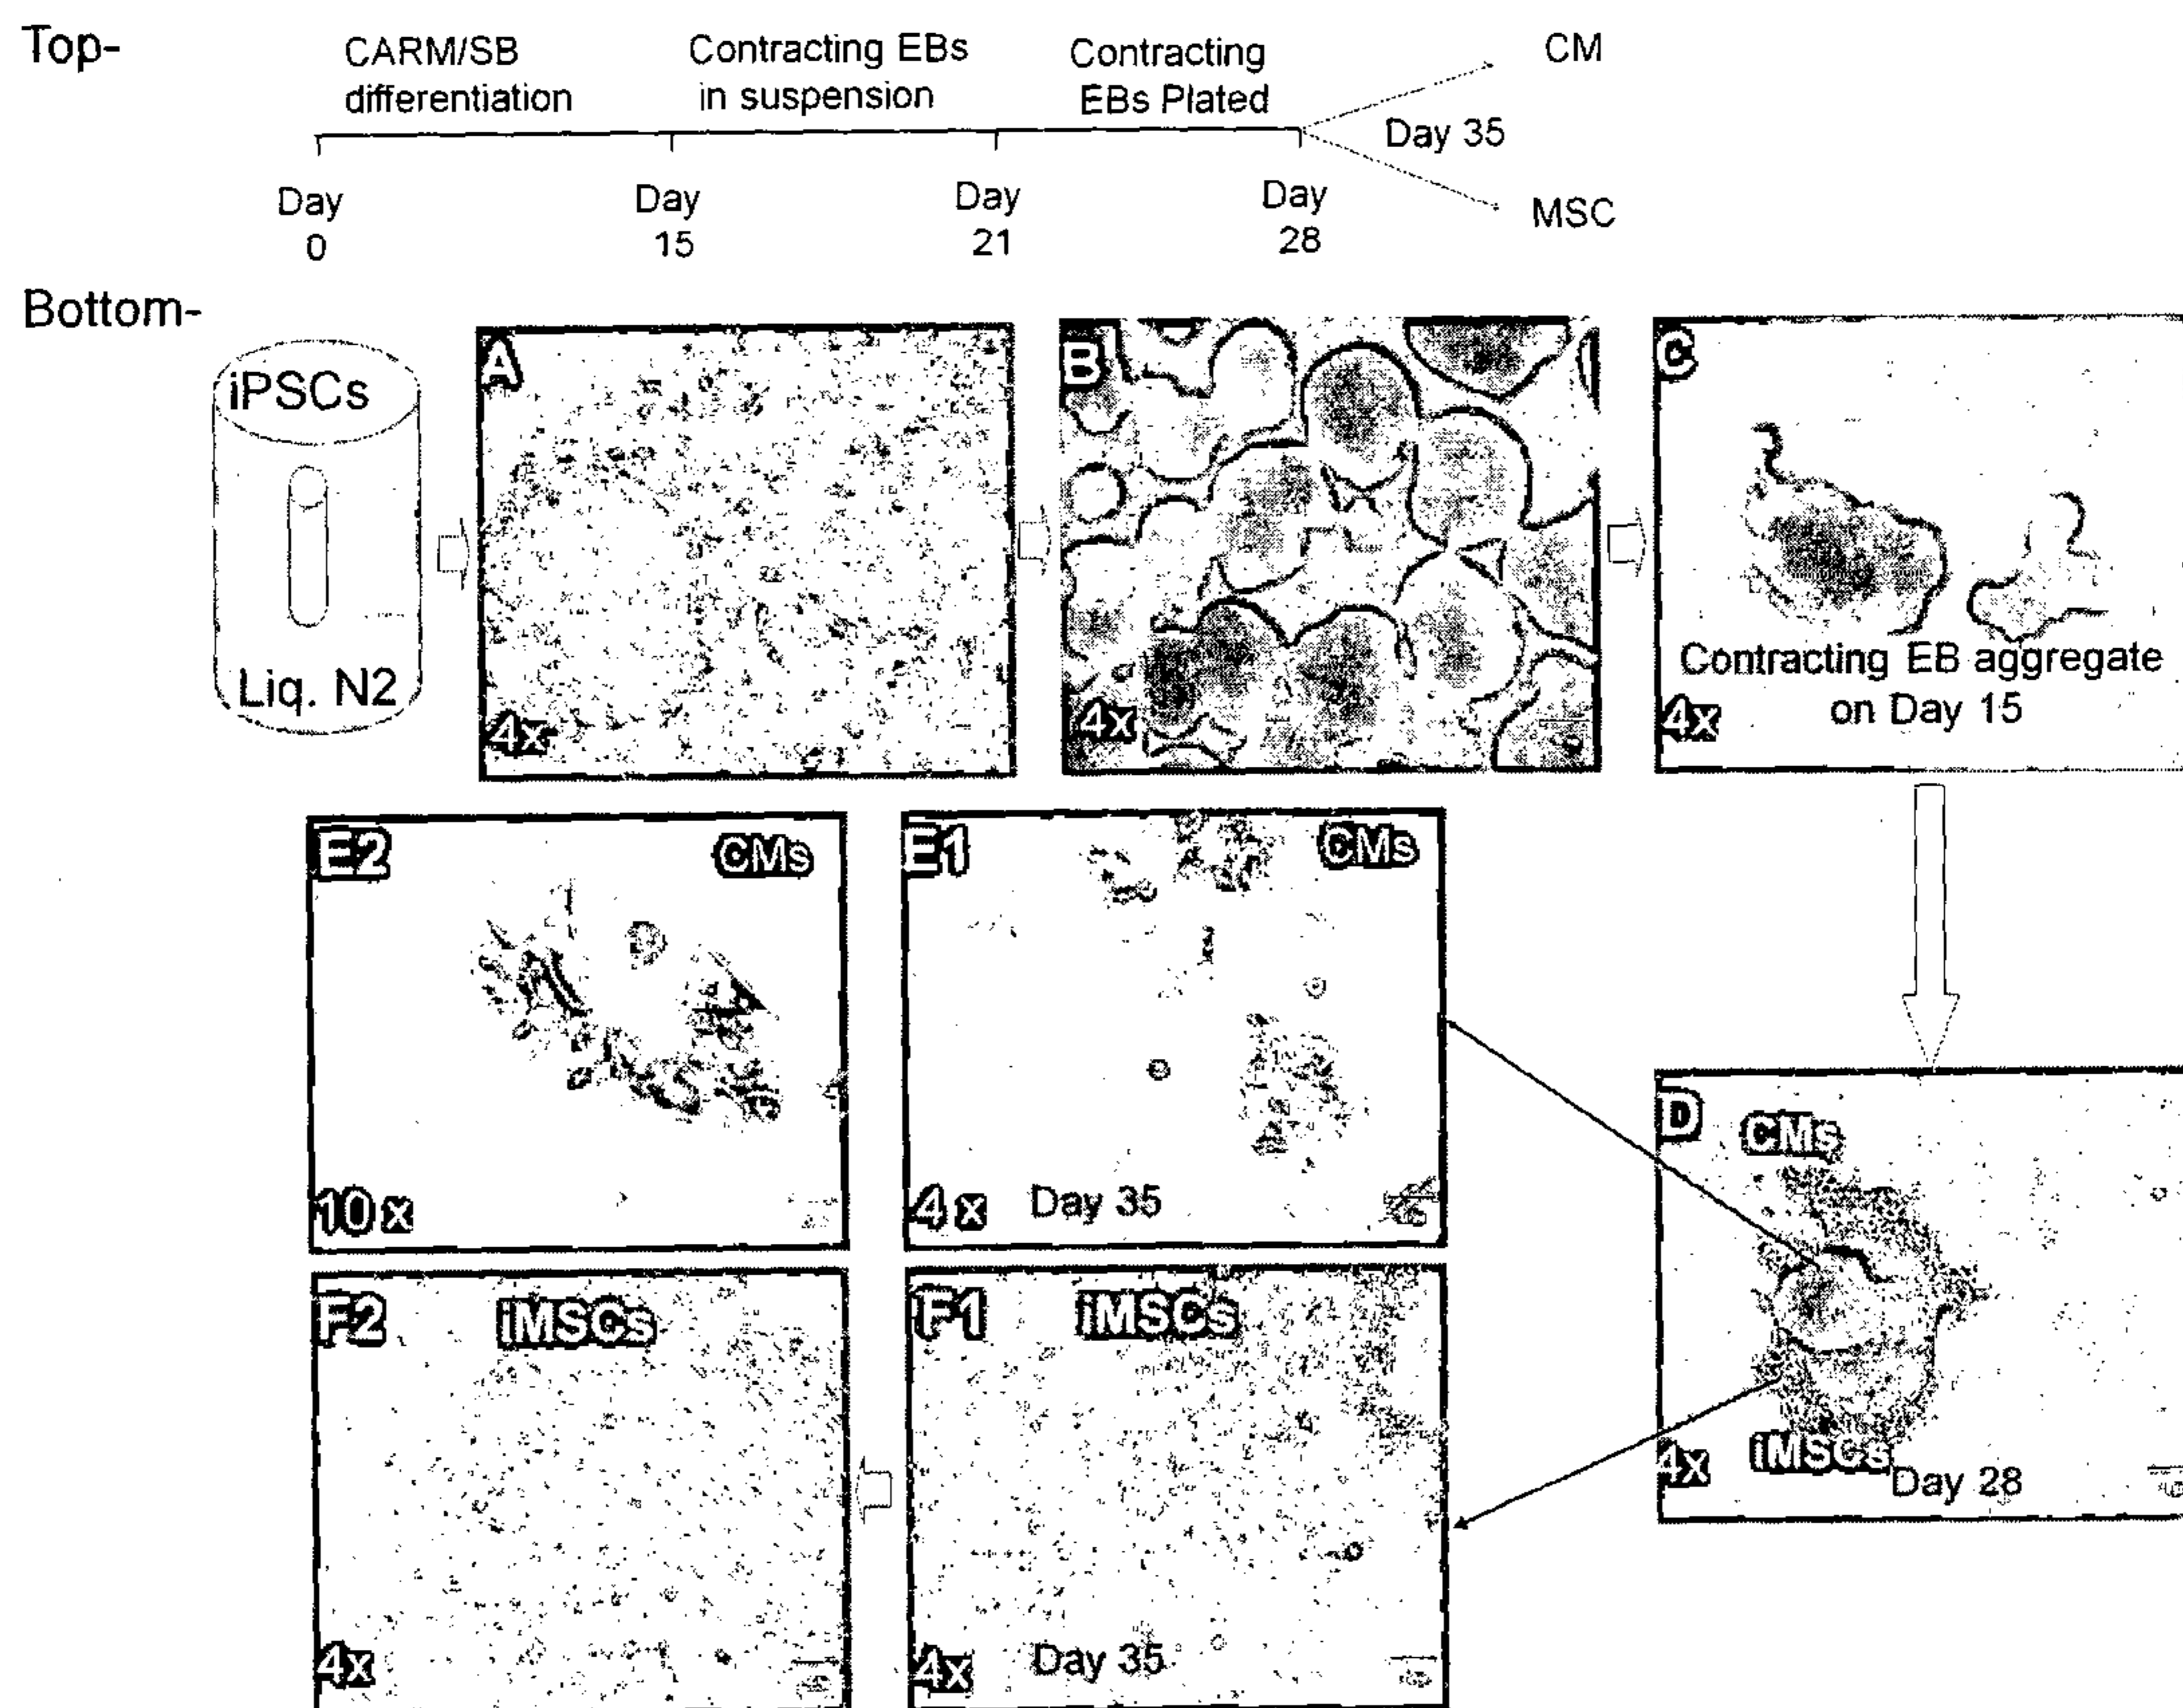 Top-
CARM/SB
differentiation
Contracting EBs
in suspension
Contracting
EBs Plated
CM
Day 35
MSC
Day
0
Day
15
Day
21
Day
28
Bottom-
iPSCs
Liq. N2
A
4x
B
4x
C
Contracting EB aggregate
on Day 15
4x
E2
CMs
10 x
E1
CMs
4 x
Day 35
D
CMs
iMSCs
4x
Day 28
F2
iMSCs
4x
F1
iMSCs
4x
Day 35